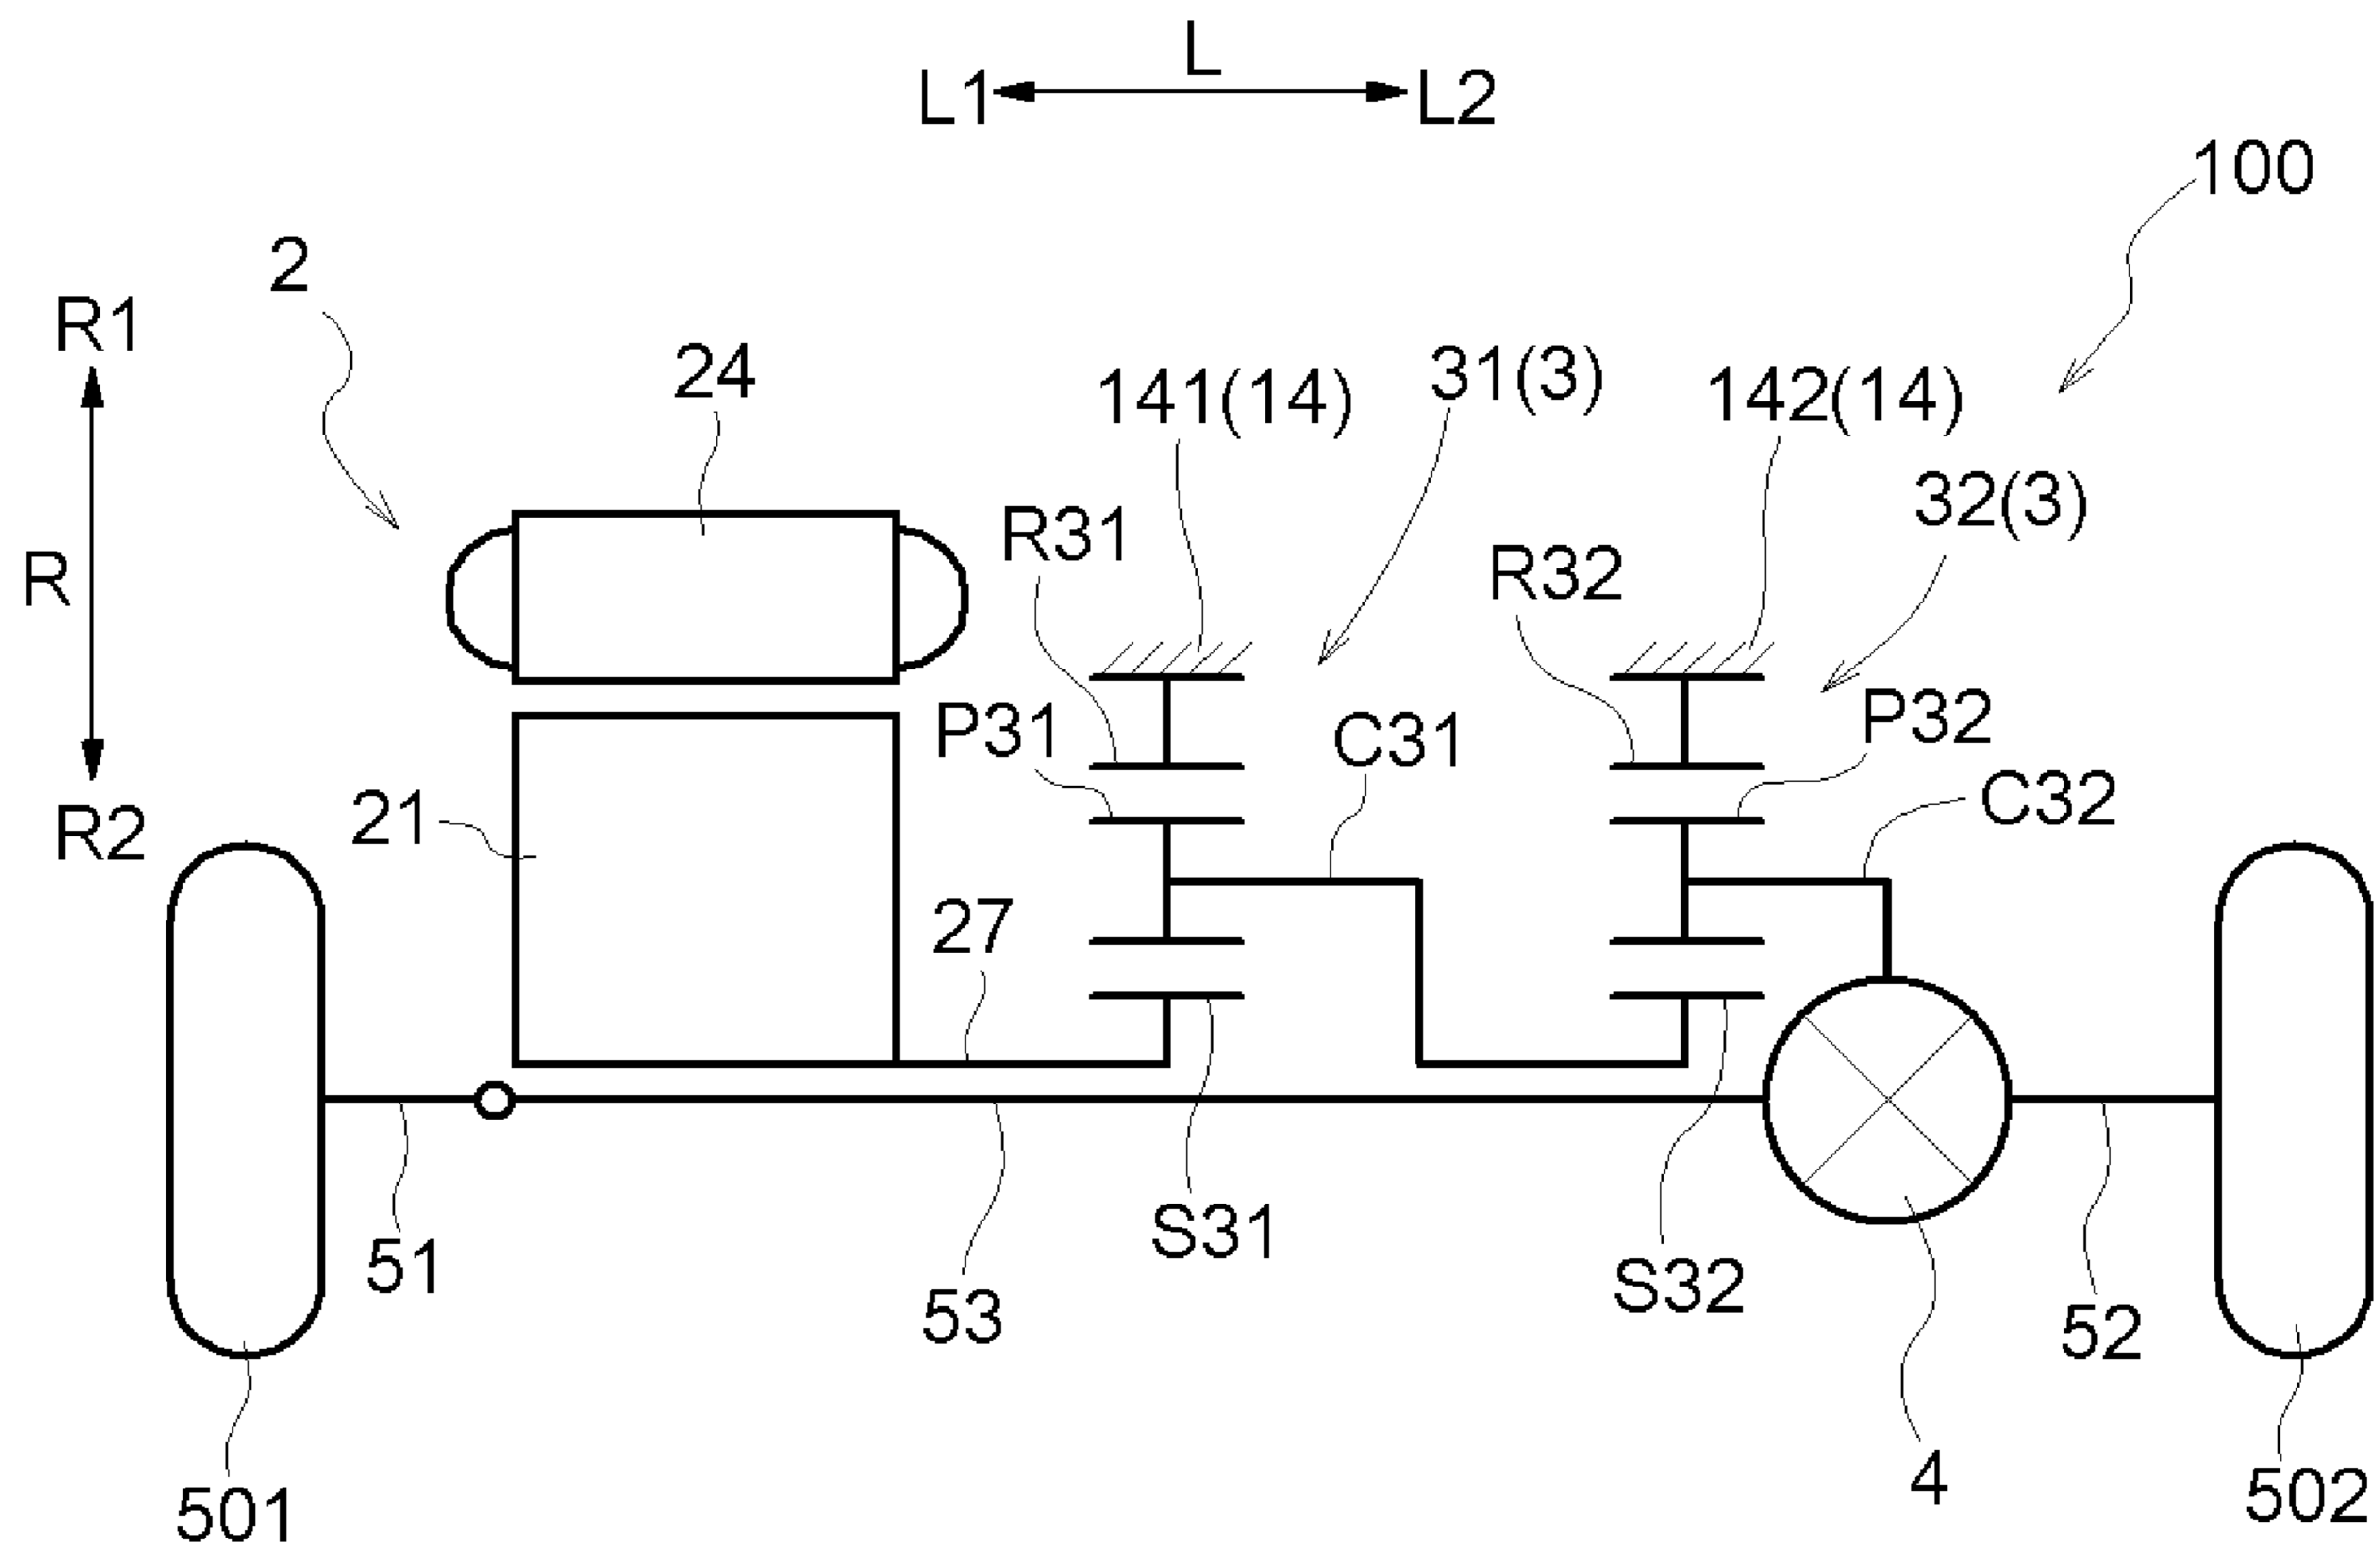 L
L1 L2
100
2
R1
24
31(3)
141(14)
142(14)
32(3)
R31
R32
R
P31
C31
P32
21
C32
R2
27
51
S31
S32
53
52
4
501
502